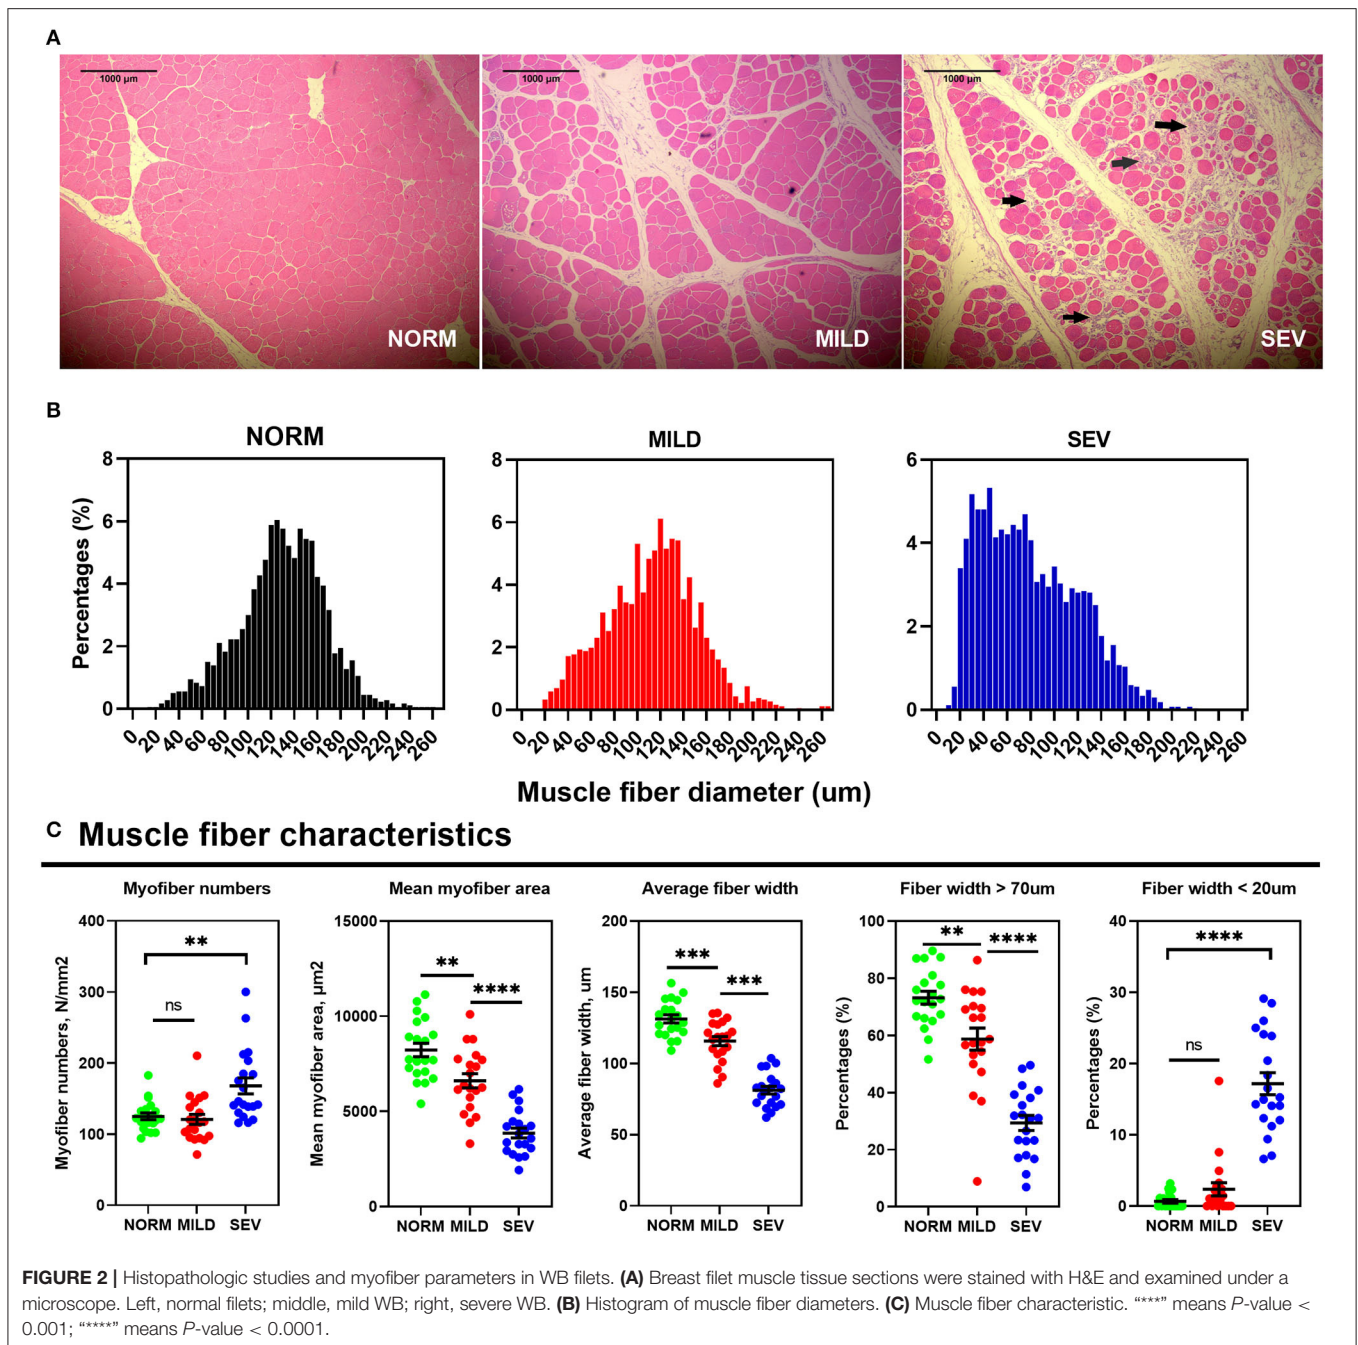 A
1000 µm
1000 µm
1000 µm
NORM
MILD
SEV
B
NORM
MILD
SEV
Percentages (%)
8
6
4
2
0
0 20 40 60 80 100 120 140 160 180 200 220 240 260
8
6
4
2
0
0 20 40 60 80 100 120 140 160 180 200 220 240 260
6
4
2
0
0 20 40 60 80 100 120 140 160 180 200 220 240 260
Muscle fiber diameter (um)
C Muscle fiber characteristics
Myofiber numbers
Myofiber numbers, N/mm2
400
300
200
100
0
**
ns
NORM MILD SEV
Mean myofiber area
Mean myofiber area, µm2
15000
10000
5000
0
**
****
NORM MILD SEV
Average fiber width
Average fiber width, um
200
150
100
50
0
***
***
NORM MILD SEV
Fiber width > 70um
Percentages (%)
100
80
60
40
20
0
**
****
NORM MILD SEV
Fiber width < 20um
Percentages (%)
40
30
20
10
0
****
ns
NORM MILD SEV
FIGURE 2 | Histopathologic studies and myofiber parameters in WB filets. (A) Breast filet muscle tissue sections were stained with H&E and examined under a
microscope. Left, normal filets; middle, mild WB; right, severe WB. (B) Histogram of muscle fiber diameters. (C) Muscle fiber characteristic. “***” means P-value <
0.001; “****” means P-value < 0.0001.